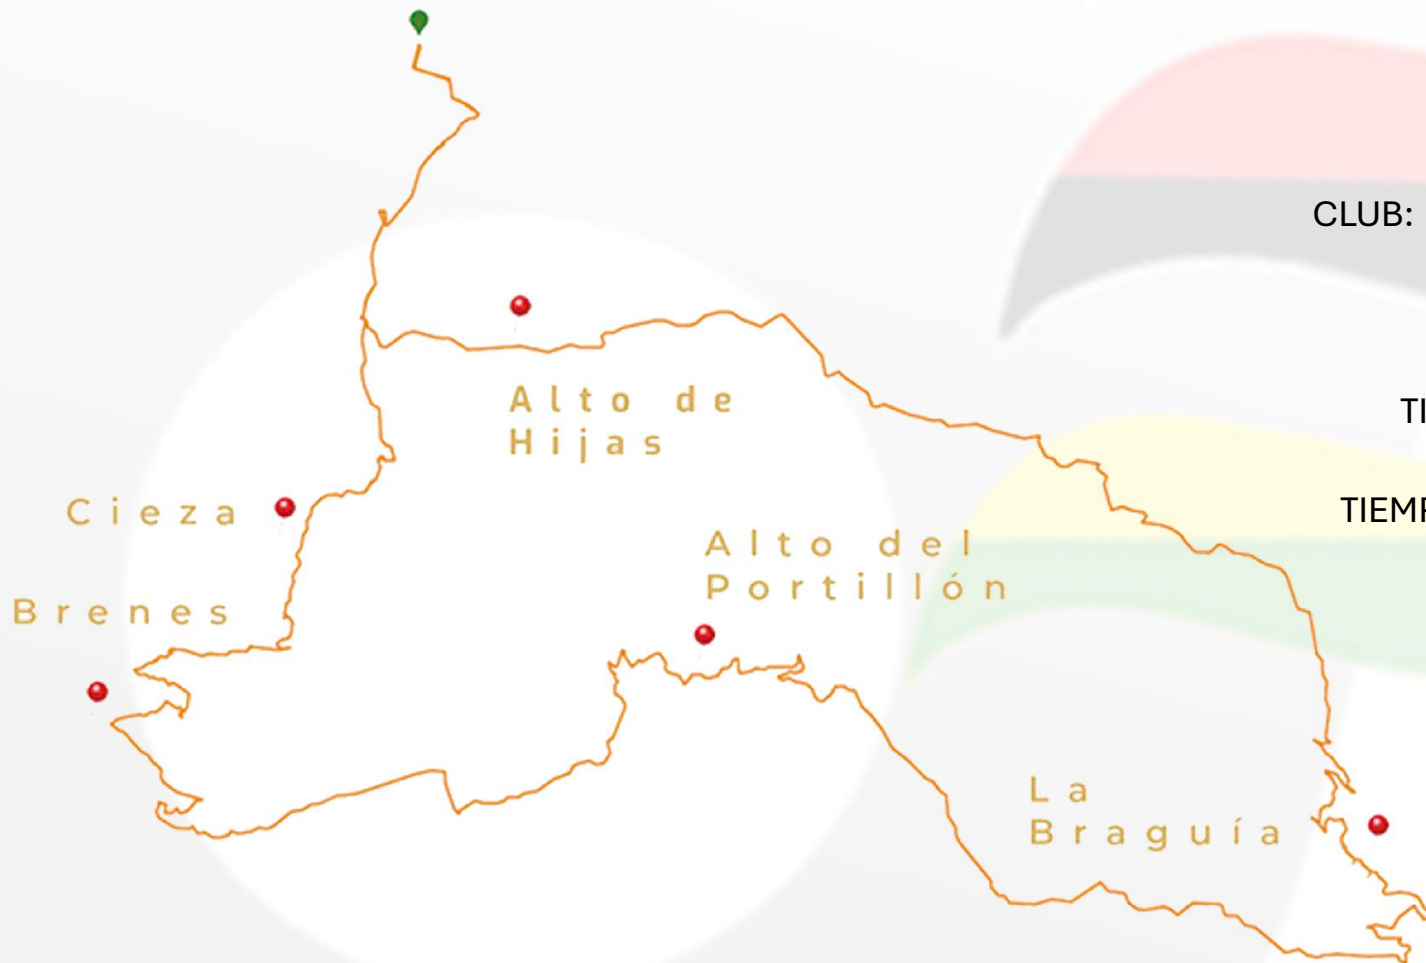 CLUB:
Alto de
Hijas
Cieza
Alto del
Portillón
Brenes
La
Braguía